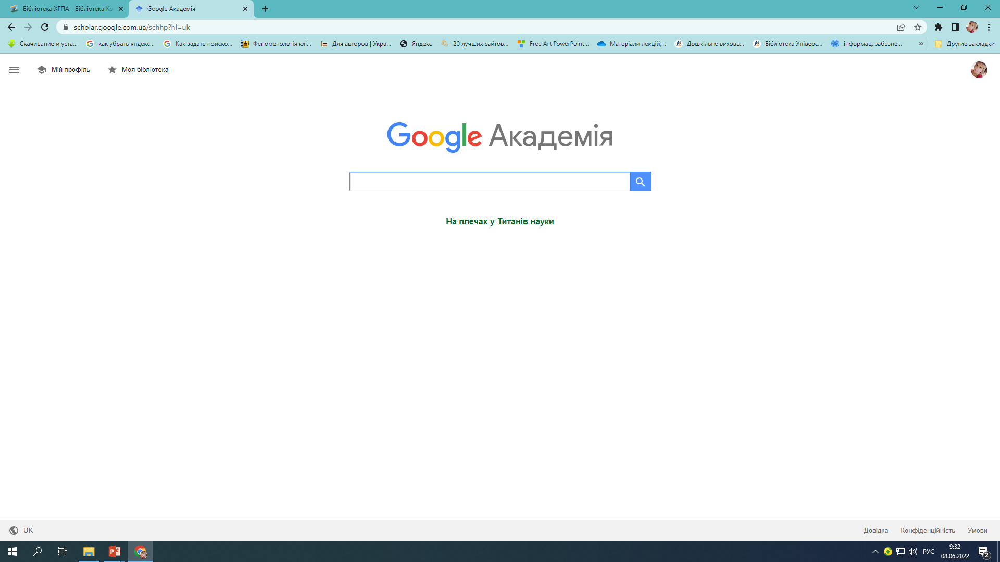 Бібліотека ХГПА - Бібліотека Ко
Google Академія
scholar.google.com.ua/schhp?hl=uk
Скачивание и уста...
как убрать яндекс...
Как задать поиско...
Феноменологія клі...
Для авторов | Укра...
Яндекс
20 лучших сайтов...
Free Art PowerPoint...
Матеріали лекцій,...
Дошкільне вихова...
Бібліотека Універс...
інформац. забезпе...
»
Другие закладки
Мій профіль
Моя бібліотека
Google Академія
На плечах у Титанів науки
UK
Довідка
Конфіденційність
Умови
РУС
9:32
08.06.2022
2